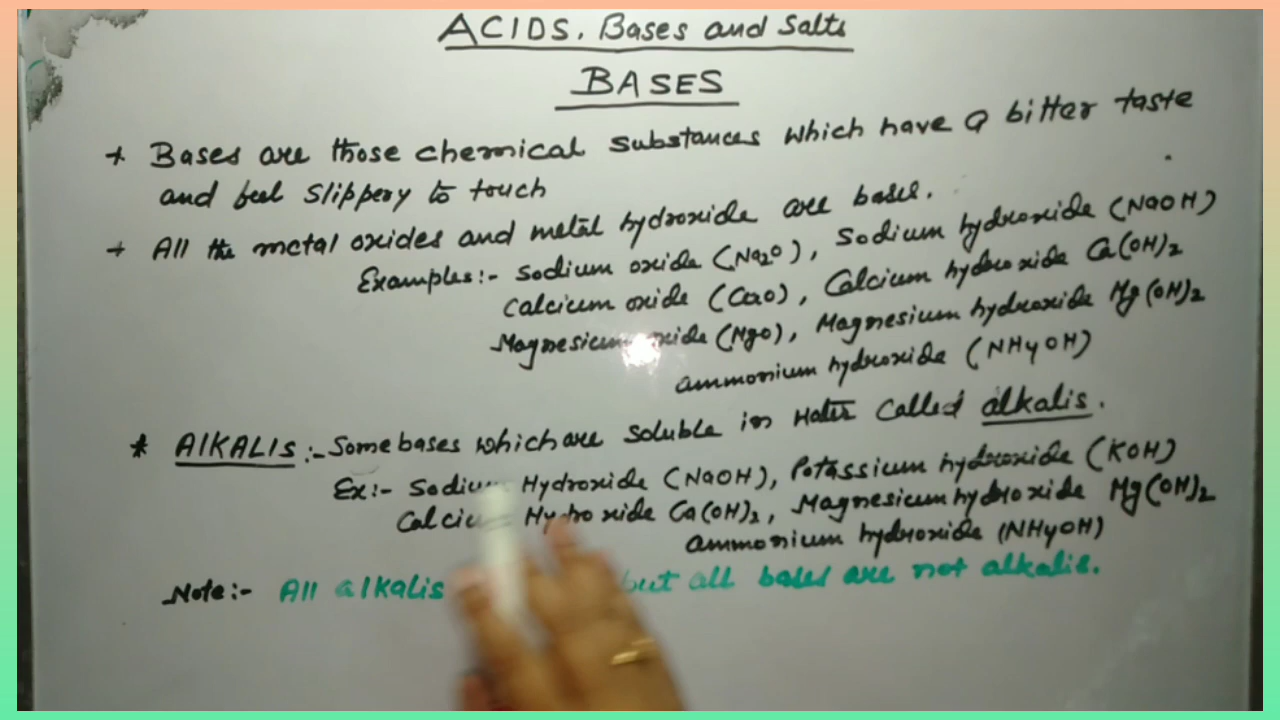 ACIDS, Bases and Salts
BASES
* Bases are those chemical substances which have a bitter taste
and feel slippery to touch
* All the metal oxides and metal hydroxide are bases.
Examples:- Sodium oxide (Na2O), Sodium hydroxide (NaOH)
Calcium oxide (CaO), Calcium hydroxide Ca(OH)2
Magnesium oxide (MgO), Magnesium hydroxide Mg(OH)2
ammonium hydroxide (NH4OH)
* AlKALIS:- Some bases which are soluble in Water called alkalis.
Ex:- Sodium Hydroxide (NaOH), Potassium hydroxide (KOH)
Calcium Hydroxide Ca(OH)2, Magnesium hydroxide Mg(OH)2
ammonium hydroxide (NH4OH)
Note:- All alkalis but all bases are not alkalis.